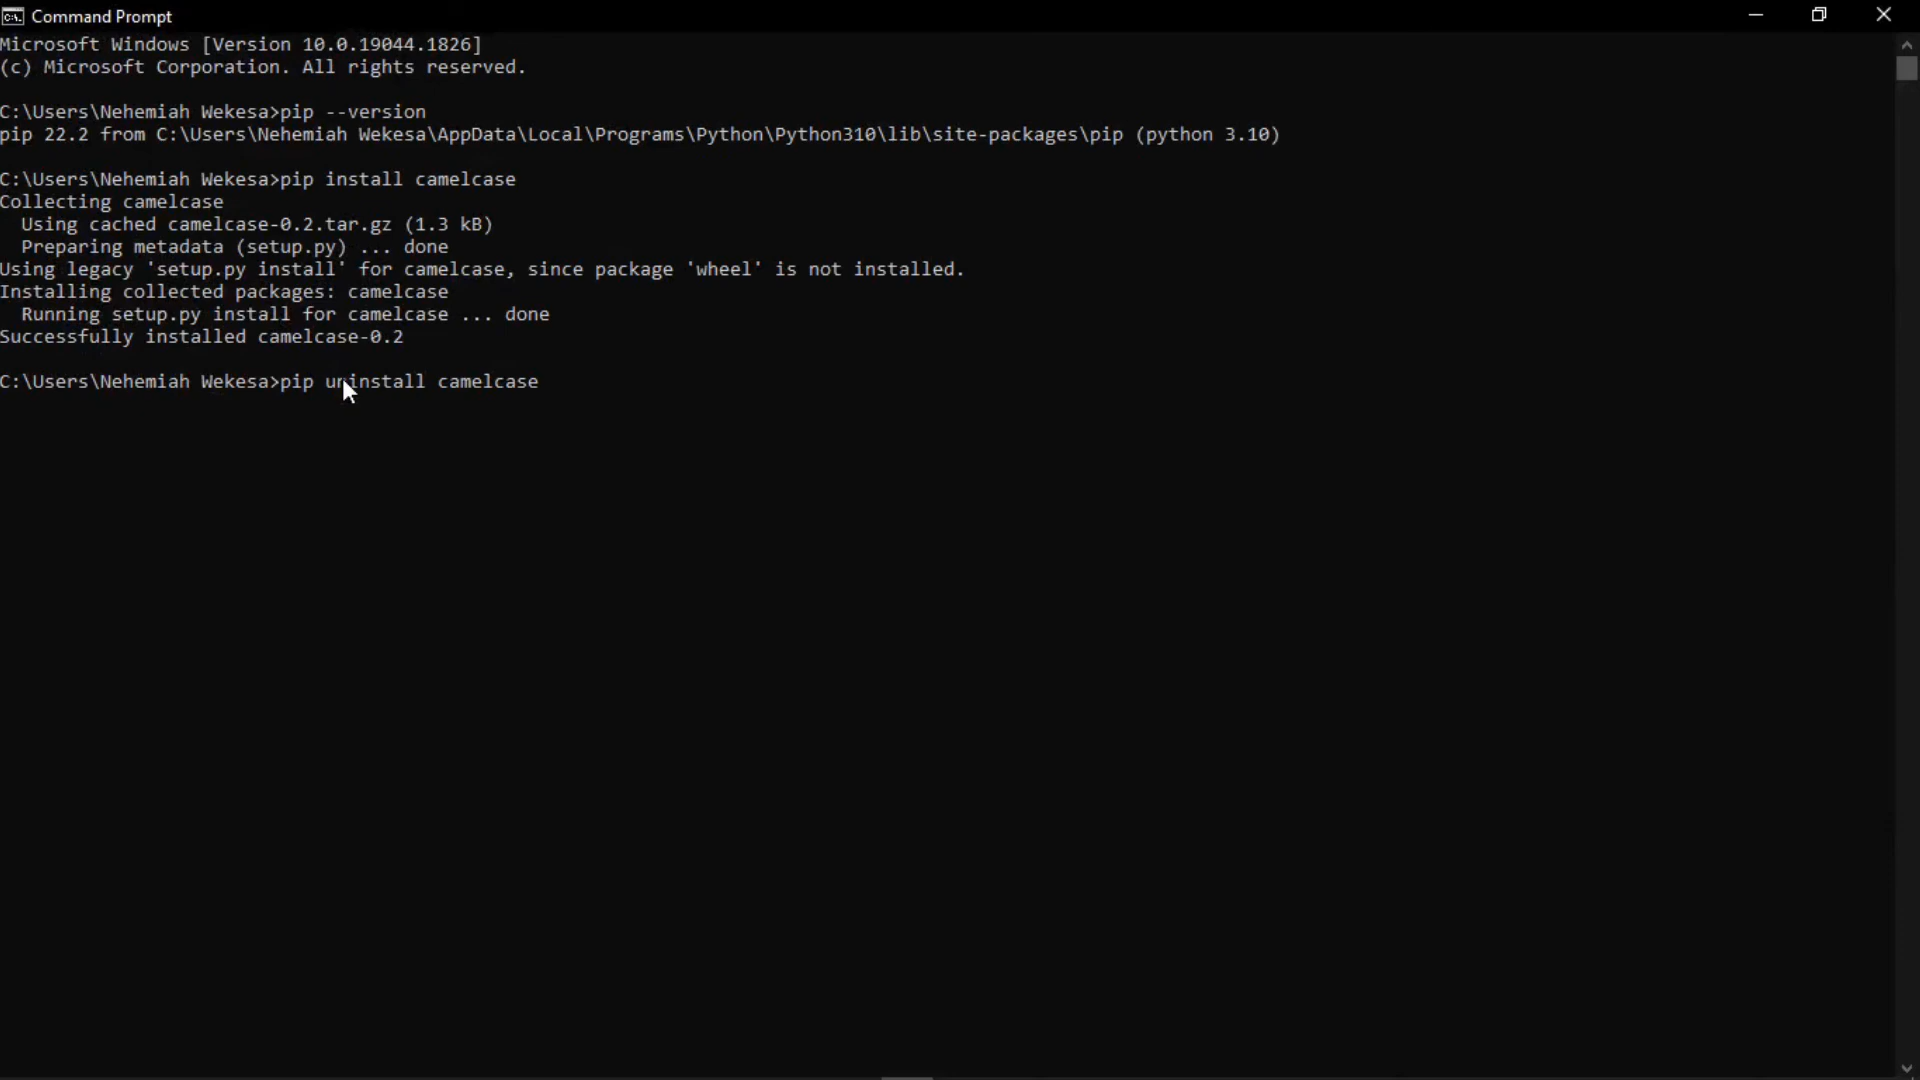 Command Prompt
Microsoft Windows [Version 10.0.19044.1826]
(c) Microsoft Corporation. All rights reserved.
C:\Users\Nehemiah Wekesa>pip --version
pip 22.2 from C:\Users\Nehemiah Wekesa\AppData\Local\Programs\Python\Python310\lib\site-packages\pip (python 3.10)
C:\Users\Nehemiah Wekesa>pip install camelcase
Collecting camelcase
  Using cached camelcase-0.2.tar.gz (1.3 kB)
  Preparing metadata (setup.py) ... done
Using legacy 'setup.py install' for camelcase, since package 'wheel' is not installed.
Installing collected packages: camelcase
  Running setup.py install for camelcase ... done
Successfully installed camelcase-0.2
C:\Users\Nehemiah Wekesa>pip uninstall camelcase